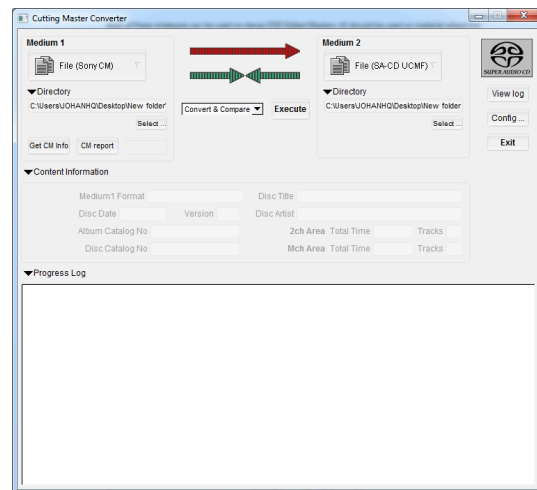 Cutting Master Converter
Medium 1
File (Sony CM)
Directory
C:\Users\JOHANHQ\Desktop\New folder'
Select ...
Get CM Info
CM report
Convert & Compare
Execute
Medium 2
File (SA-CD UCMF)
Directory
C:\Users\JOHANHQ\Desktop\New folder
Select ...
SUPER AUDIO CD
View log
Config ...
Exit
Content Information
Medium1 Format
Disc Title
Disc Date
Version
Disc Artist
Album Catalog No
2ch Area Total Time
Tracks
Disc Catalog No
Mch Area Total Time
Tracks
Progress Log